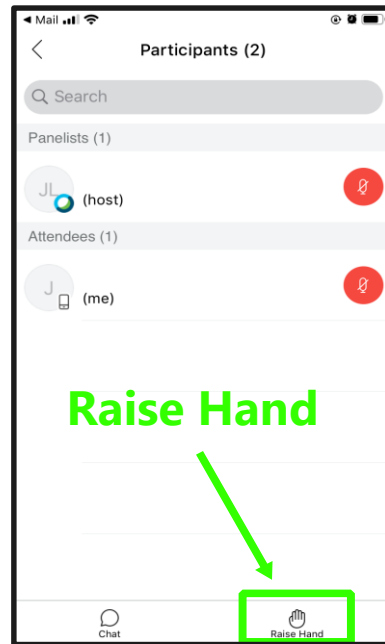 Mail
Participants (2)
Search
Panelists (1)
JL
(host)
Attendees (1)
J
(me)
Raise Hand
Chat
Raise Hand